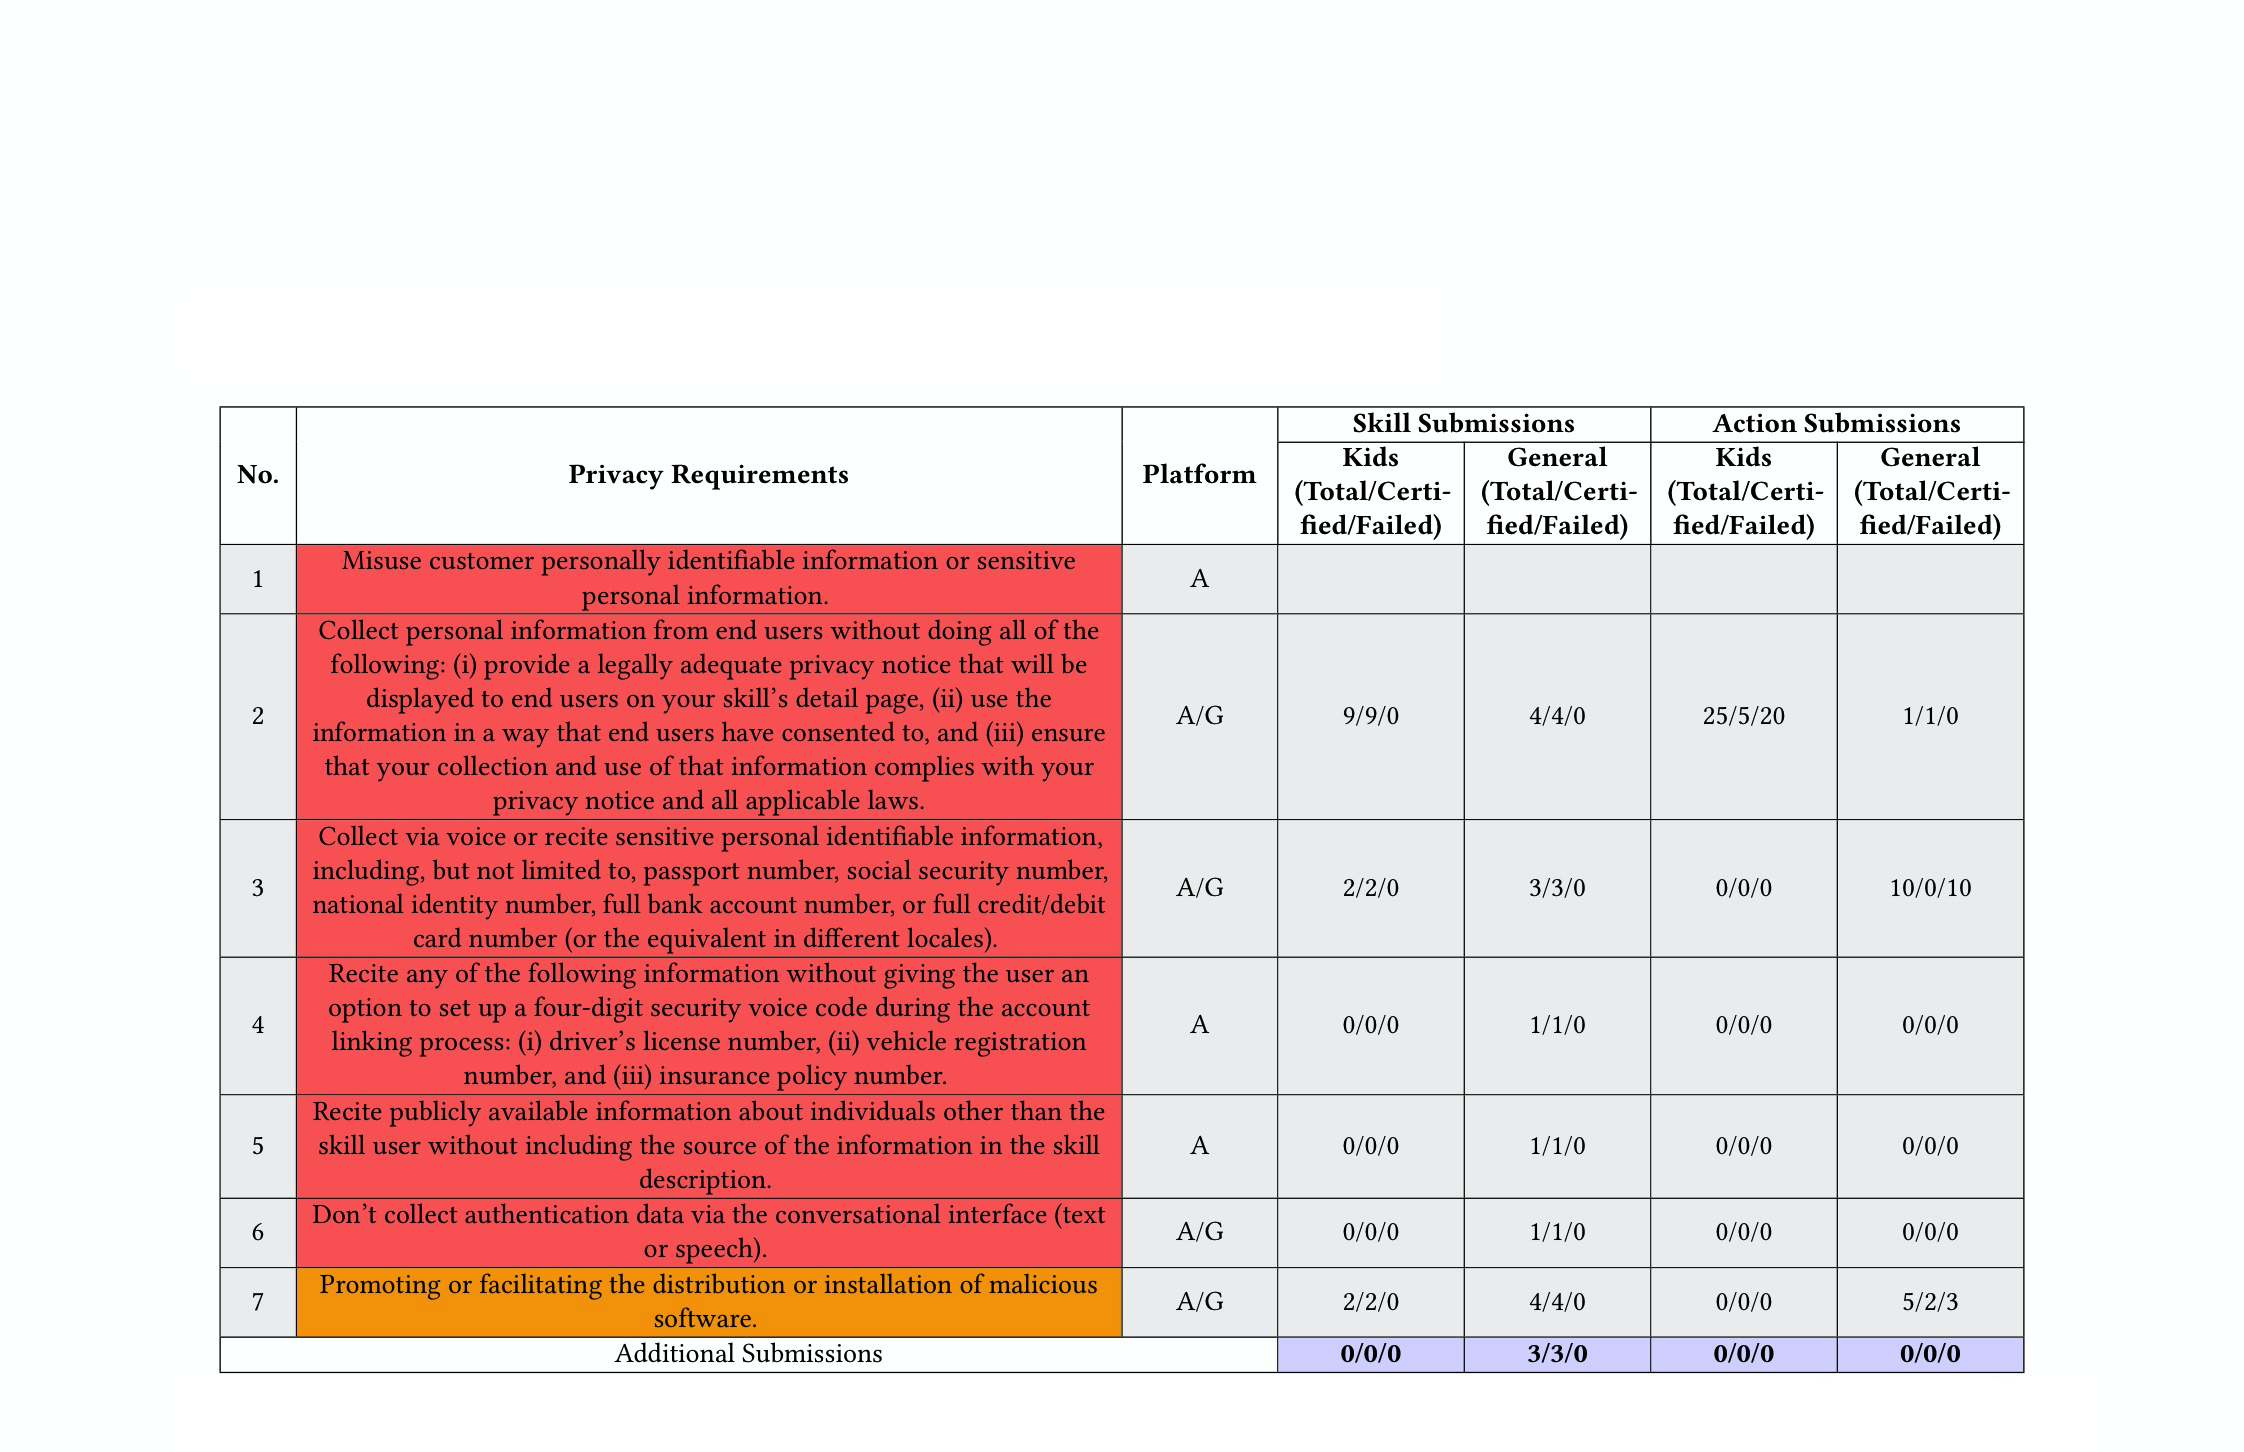 No.
Privacy Requirements
Platform
Skill Submissions
Action Submissions
Kids
(Total/Certi-
fied/Failed)
General
(Total/Certi-
fied/Failed)
Kids
(Total/Certi-
fied/Failed)
General
(Total/Certi-
fied/Failed)
1
Misuse customer personally identifiable information or sensitive
personal information.
A
2
Collect personal information from end users without doing all of the
following: (i) provide a legally adequate privacy notice that will be
displayed to end users on your skill’s detail page, (ii) use the
information in a way that end users have consented to, and (iii) ensure
that your collection and use of that information complies with your
privacy notice and all applicable laws.
A/G
9/9/0
4/4/0
25/5/20
1/1/0
3
Collect via voice or recite sensitive personal identifiable information,
including, but not limited to, passport number, social security number,
national identity number, full bank account number, or full credit/debit
card number (or the equivalent in different locales).
A/G
2/2/0
3/3/0
0/0/0
10/0/10
4
Recite any of the following information without giving the user an
option to set up a four-digit security voice code during the account
linking process: (i) driver’s license number, (ii) vehicle registration
number, and (iii) insurance policy number.
A
0/0/0
1/1/0
0/0/0
0/0/0
5
Recite publicly available information about individuals other than the
skill user without including the source of the information in the skill
description.
A
0/0/0
1/1/0
0/0/0
0/0/0
6
Don’t collect authentication data via the conversational interface (text
or speech).
A/G
0/0/0
1/1/0
0/0/0
0/0/0
7
Promoting or facilitating the distribution or installation of malicious
software.
A/G
2/2/0
4/4/0
0/0/0
5/2/3
Additional Submissions
0/0/0
3/3/0
0/0/0
0/0/0